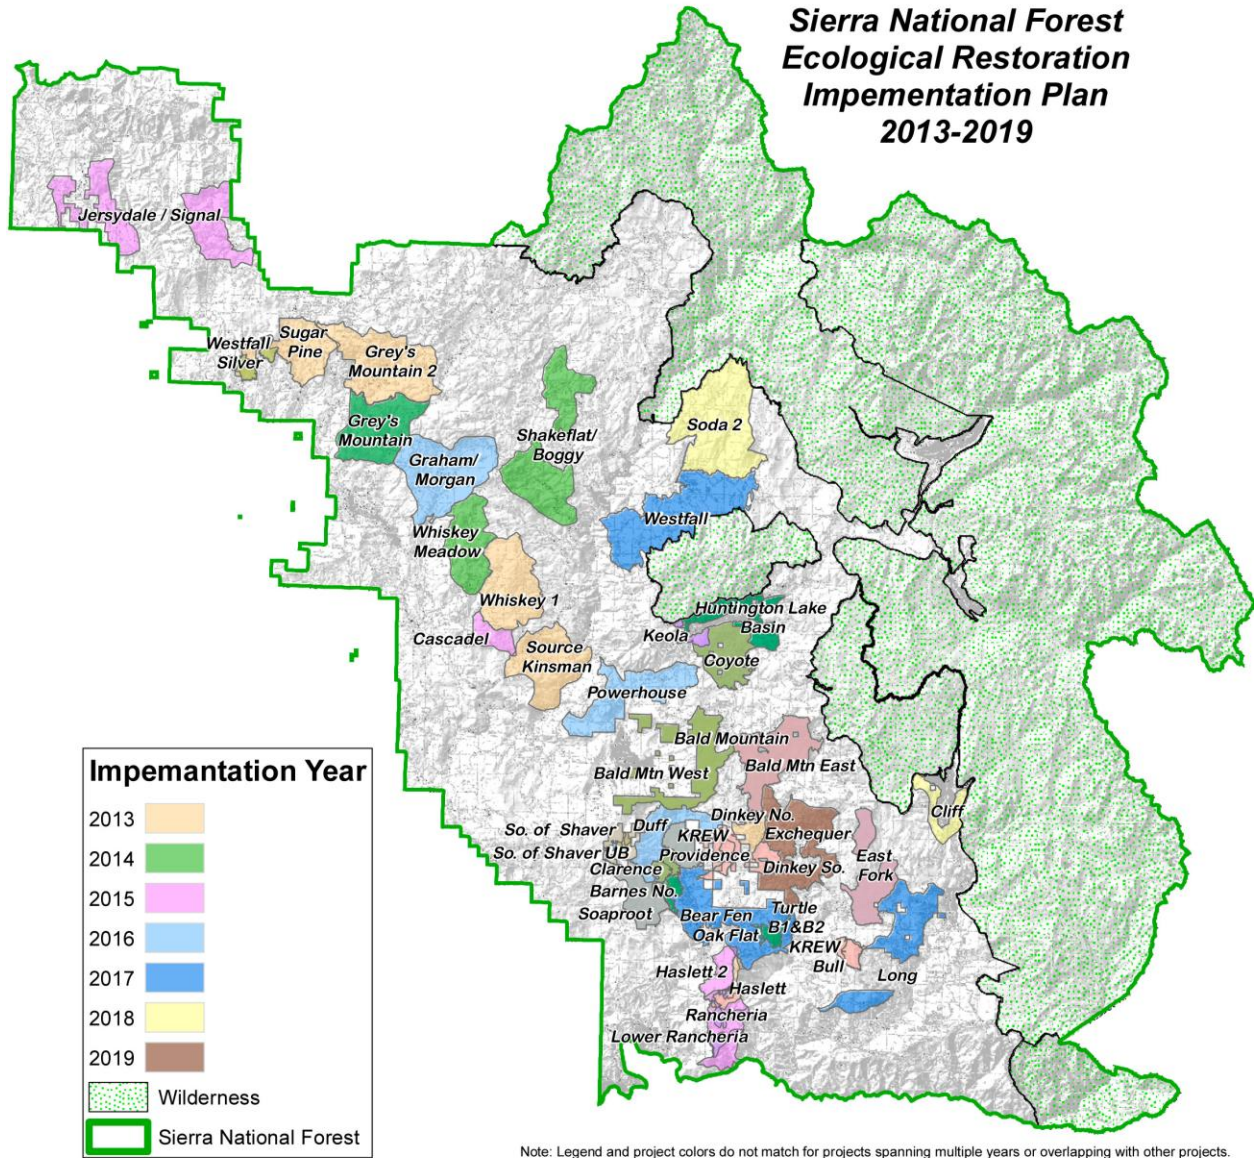 Sierra National Forest
Ecological Restoration
Impementation Plan
2013-2019
Jersydale / Signal
Westfall
Silver
Sugar
Pine
Grey's
Mountain 2
Grey's
Mountain
Graham/
Morgan
Shakeflat/
Boggy
Soda 2
Westfall
Whiskey
Meadow
Whiskey 1
Cascadel
Source
Kinsman
Huntington Lake
Basin
Keola
Coyote
Powerhouse
Bald Mountain
Bald Mtn West
Bald Mtn East
Cliff
So. of Shaver
Duff
KREW
Dinkey No.
Exchequer
So. of Shaver UB
Providence
Clarence
Dinkey So.
East
Fork
Barnes No.
Soaproot
Bear Fen
Oak Flat
Turtle
B1&B2
KREW
Bull
Long
Haslett 2
Haslett
Rancheria
Lower Rancheria
Impemantation Year
2013
2014
2015
2016
2017
2018
2019
Wilderness
Sierra National Forest
Note: Legend and project colors do not match for projects spanning multiple years or overlapping with other projects.